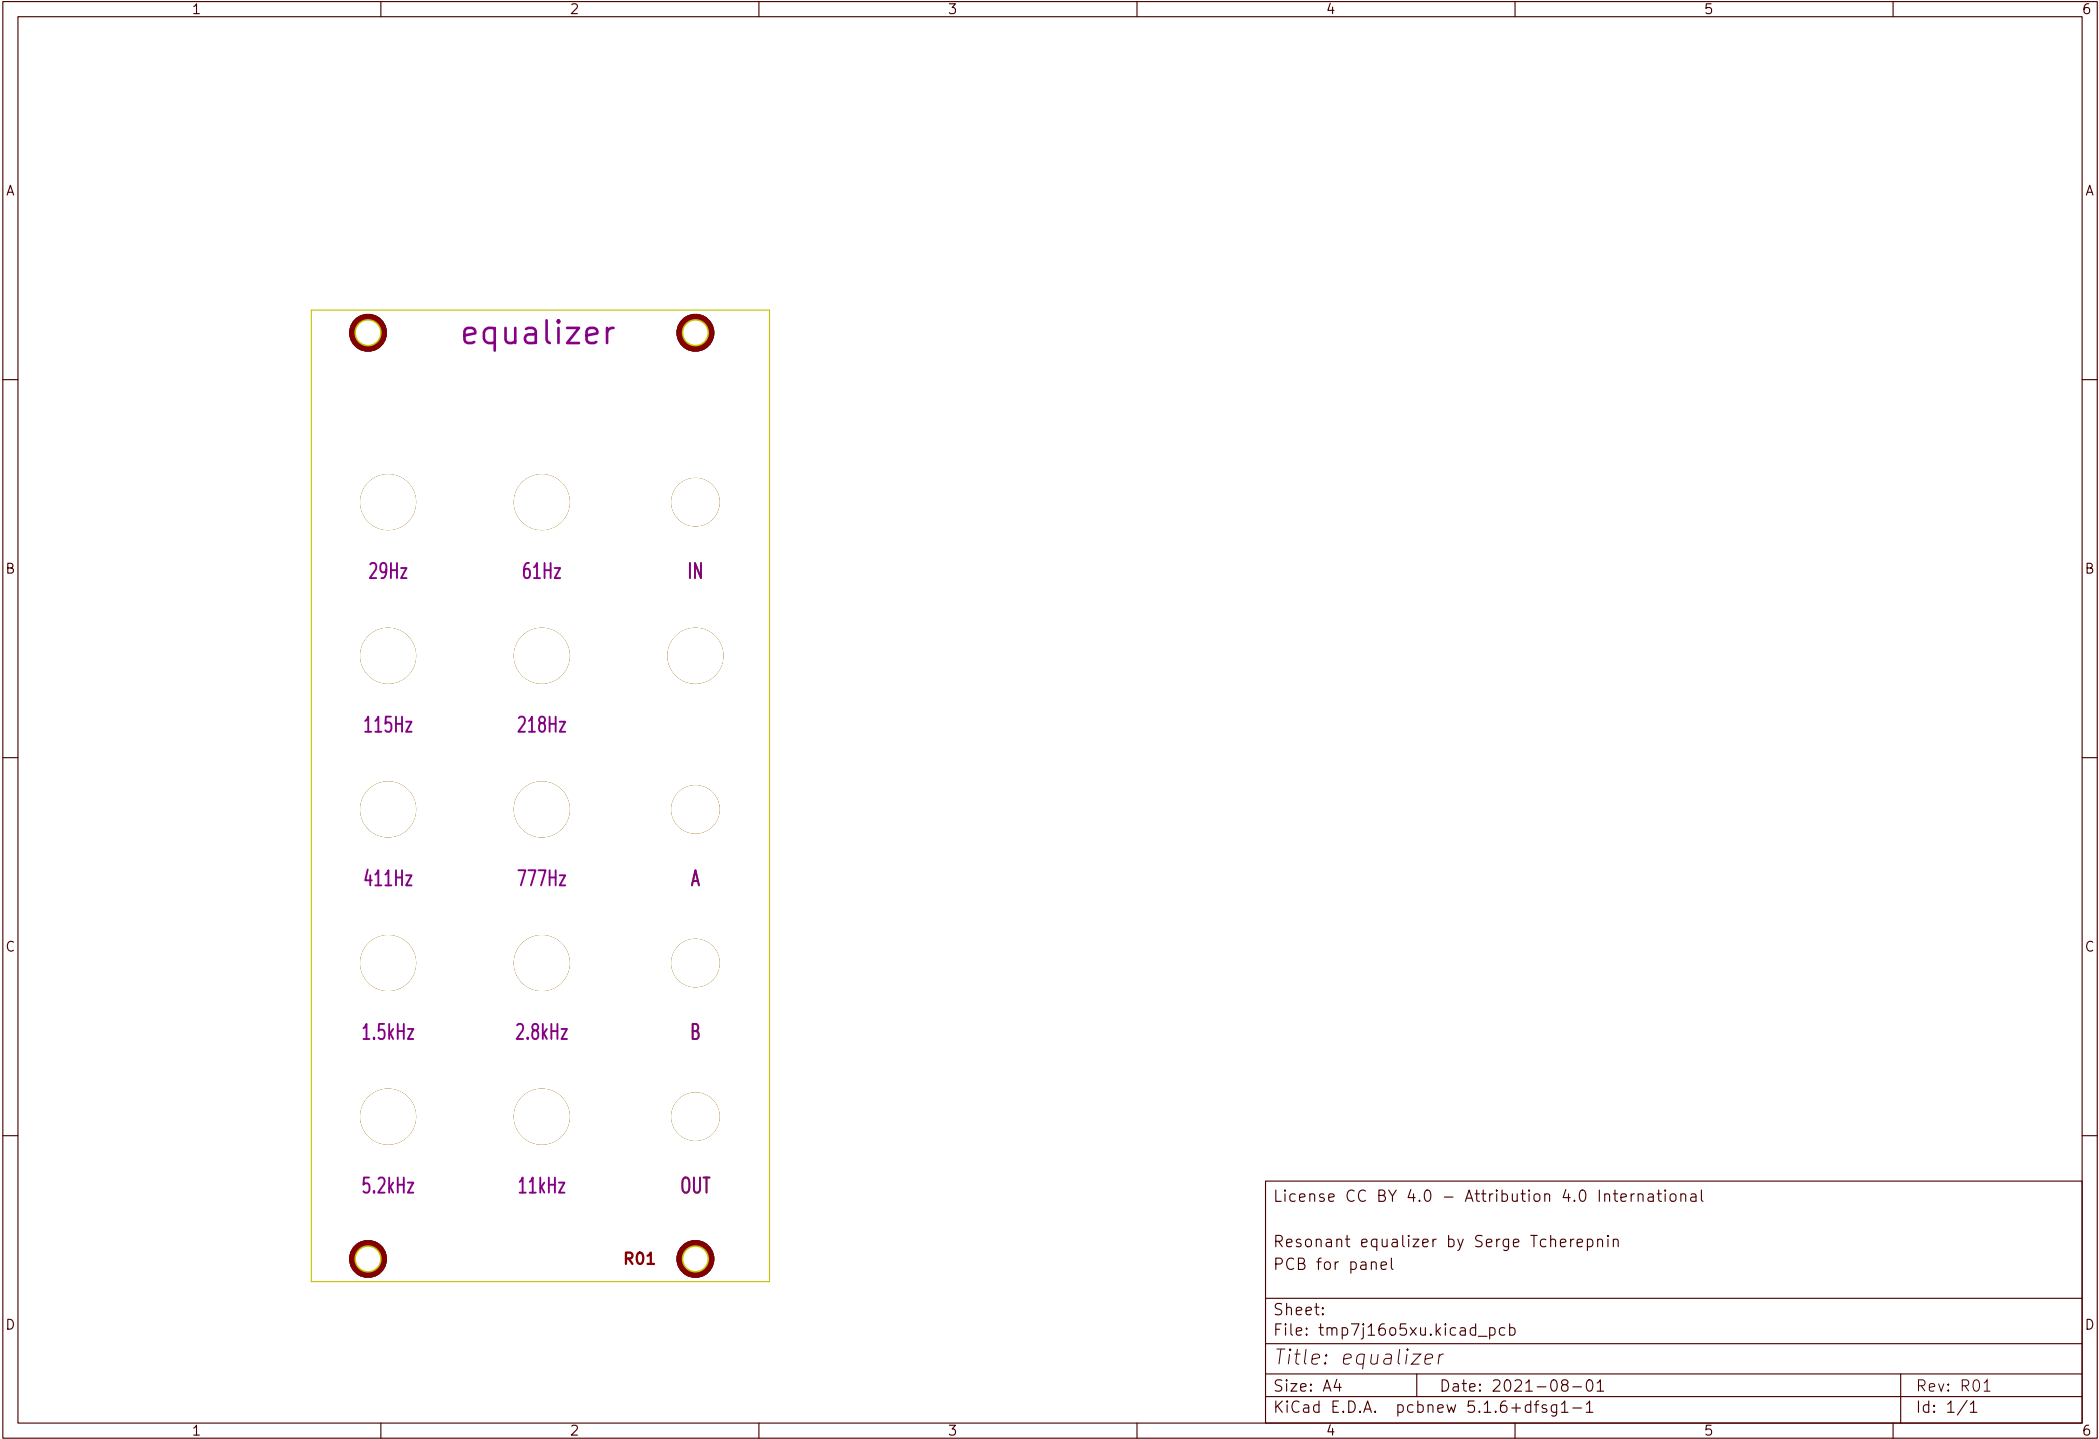 1 2 3 4 5 6
A A
equalizer
B B
29Hz 61Hz IN
115Hz 218Hz
411Hz 777Hz A
C C
1.5kHz 2.8kHz B
5.2kHz 11kHz OUT
R01
License CC BY 4.0 - Attribution 4.0 International
Resonant equalizer by Serge Tcherepnin
PCB for panel
Sheet:
File: tmp7j16o5xu.kicad_pcb
D D
Title: equalizer
Size: A4 Date: 2021-08-01 Rev: R01
KiCad E.D.A. pcbnew 5.1.6+dfsg1-1 Id: 1/1
1 2 3 4 5 6